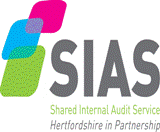 SIAS
Shared Internal Audit Service
Hertfordshire in Partnership